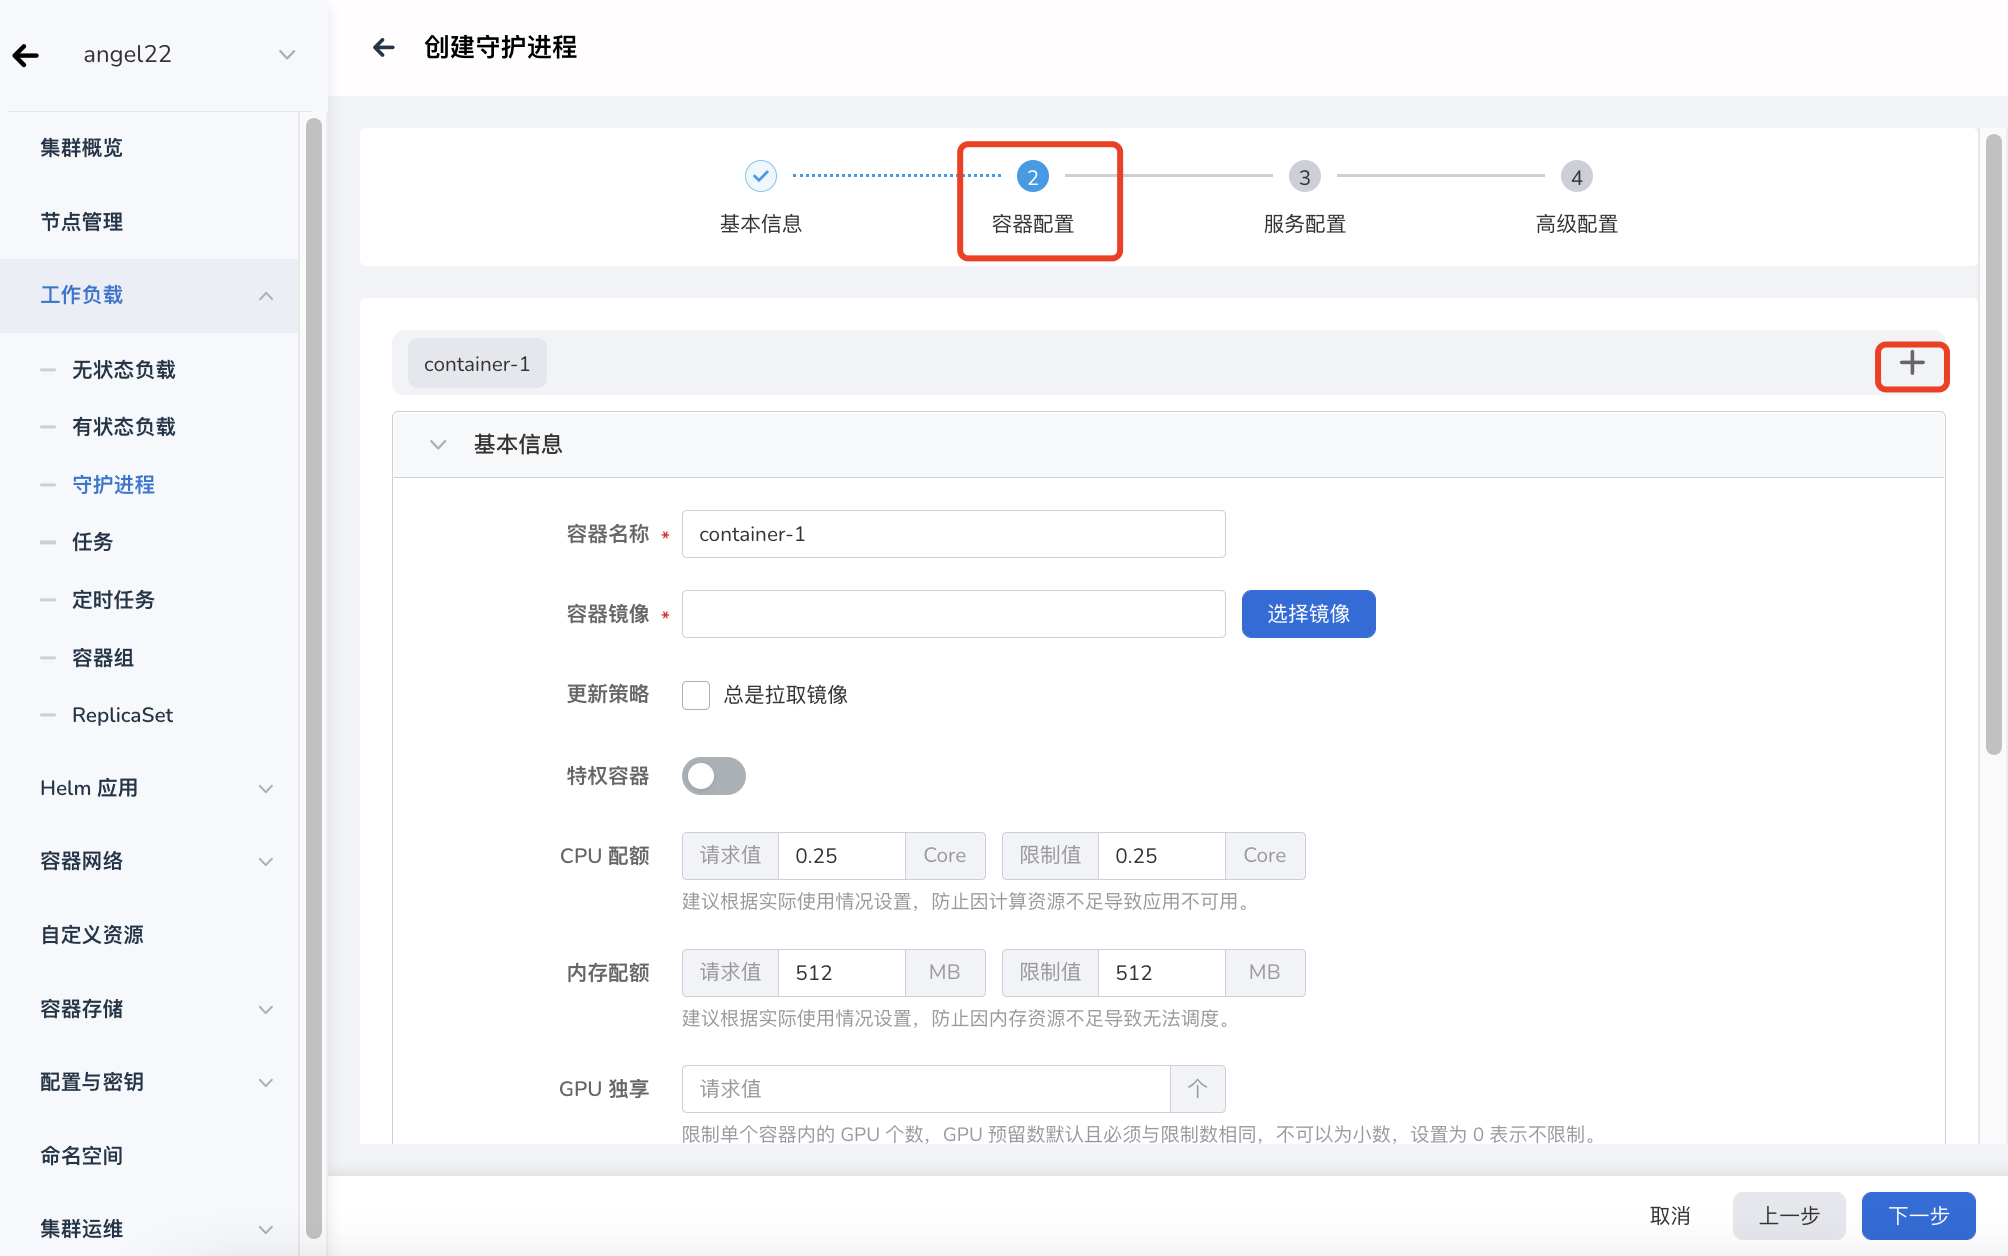 angel22
集群概览
节点管理
工作负载
无状态负载
有状态负载
守护进程
任务
定时任务
容器组
ReplicaSet
Helm 应用
容器网络
自定义资源
容器存储
配置与密钥
命名空间
集群运维
创建守护进程
2
3
4
基本信息
容器配置
服务配置
高级配置
container-1
基本信息
容器名称 *
container-1
容器镜像 *
选择镜像
更新策略
总是拉取镜像
特权容器
CPU 配额
请求值 0.25 Core
限制值 0.25 Core
建议根据实际使用情况设置，防止因计算资源不足导致应用不可用。
内存配额
请求值 512 MB
限制值 512 MB
建议根据实际使用情况设置，防止因内存资源不足导致无法调度。
GPU 独享
请求值 个
限制单个容器内的 GPU 个数，GPU 预留数默认且必须与限制数相同，不可以为小数，设置为 0 表示不限制。
取消
上一步
下一步